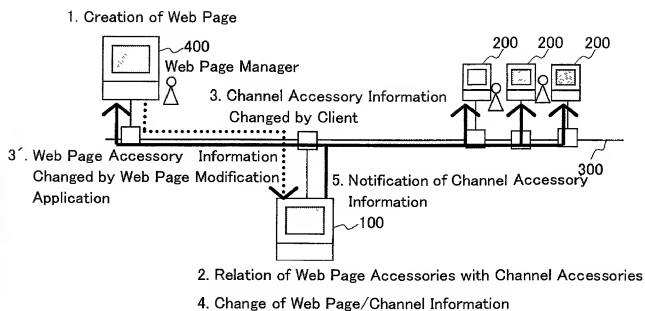 1. Creation of Web Page
400
Web Page Manager
200 200 200
3. Channel Accessory Information
Changed by Client
3´. Web Page Accessory Information
Changed by Web Page Modification
Application
300
5. Notification of Channel Accessory
Information
100
2. Relation of Web Page Accessories with Channel Accessories
4. Change of Web Page/Channel Information